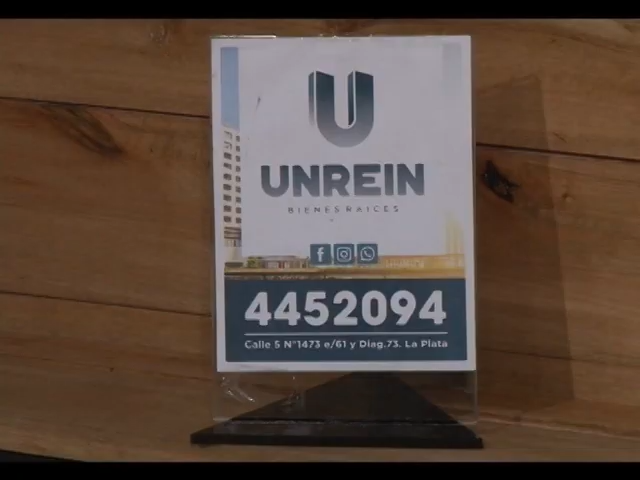 U
UNREIN
BIENES RAICES
4452094
Calle 5 N°1473 e/61 y Diag.73. La Plata